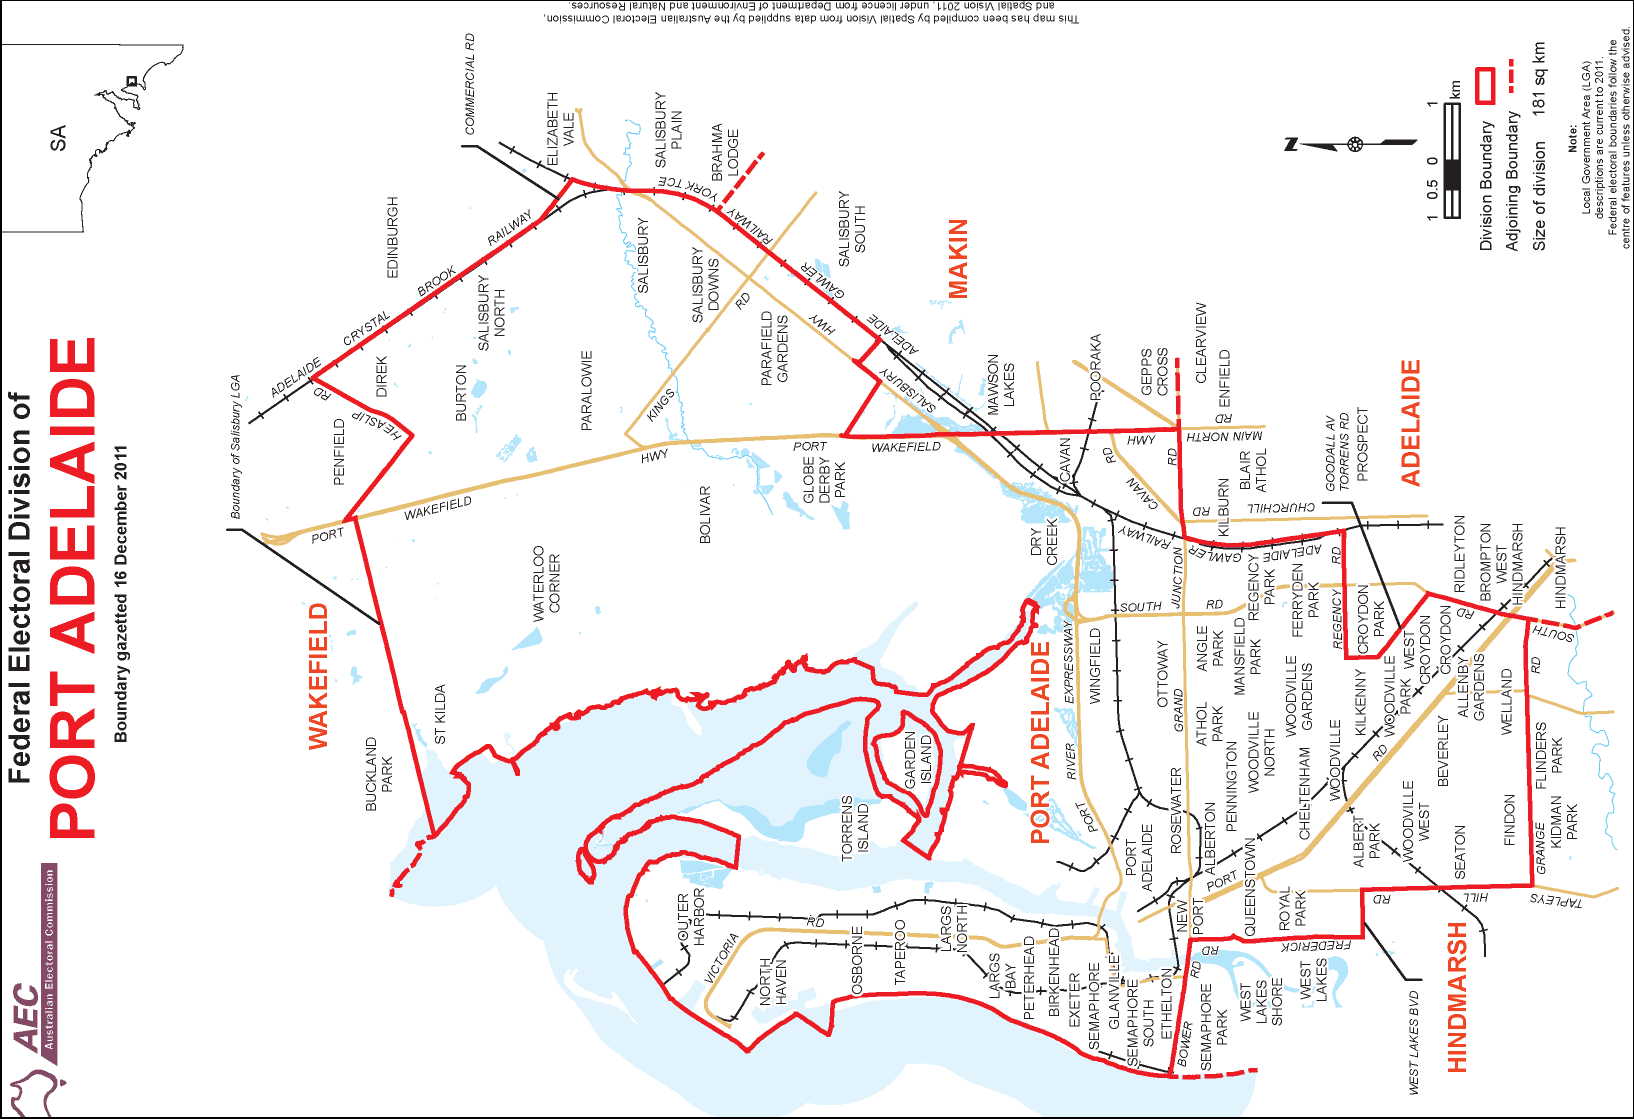 Federal Electoral Division of
PORT ADELAIDE
Boundary gazetted 16 December 2011
AEC
Australian Electoral Commission
SA
This map has been compiled by Spatial Vision from data supplied by the Australian Electoral Commission,
and Spatial Vision 2011, under licence from Department of Environment and Natural Resources.
Boundary of Salisbury LGA
COMMERCIAL RD
ADELAIDE
CRYSTAL
BROOK
RAILWAY
EDINBURGH
ELIZABETH
VALE
SALISBURY
PLAIN
BRAHMA
LODGE
YORK TCE
RAILWAY
GAWLER
ADELAIDE
SALISBURY
SOUTH
SALISBURY
SALISBURY
DOWNS
RD
HWY
SALISBURY
KINGS
SALISBURY
NORTH
DIREK
BURTON
PARALOWIE
PARAFIELD
GARDENS
HEASLIP
RD
PENFIELD
PORT
WAKEFIELD
HWY
PORT
WAKEFIELD
HWY
GLOBE
DERBY
PARK
BOLIVAR
WATERLOO
CORNER
WAKEFIELD
MAKIN
ST KILDA
BUCKLAND
PARK
MAWSON
LAKES
POORAKA
GEPPS
CROSS
CLEARVIEW
ENFIELD
RD
MAIN NORTH
CAVAN
RD
CAVAN
RD
BLAIR
ATHOL
KILBURN
RD
CHURCHILL
GOODALL AV
TORRENS RD
PROSPECT
ADELAIDE
DRY
CREEK
RAILWAY
GAWLER
ADELAIDE
JUNCTION
GRAND
SOUTH
RD
REGENCY
PARK
FERRYDEN
PARK
REGENCY
RD
CROYDON
PARK
RIDLEYTON
BROMPTON
WEST
HINDMARSH
HINDMARSH
RD
SOUTH
RD
WEST
CROYDON
CROYDON
ALLENBY
GARDENS
WELLAND
KILKENNY
WOODVILLE
PARK
BEVERLEY
FLINDERS
PARK
KIDMAN
PARK
GRANGE
FINDON
RD
WOODVILLE
WOODVILLE
GARDENS
MANSFIELD
PARK
ANGLE
PARK
ATHOL
PARK
WOODVILLE
NORTH
PENNINGTON
CHELTENHAM
OTTOWAY
WINGFIELD
EXPRESSWAY
RIVER
PORT
PORT ADELAIDE
GARDEN
ISLAND
TORRENS
ISLAND
ROSEWATER
ALBERTON
PORT
ADELAIDE
PORT
QUEENSTOWN
ROYAL
PARK
ALBERT
PARK
WOODVILLE
WEST
SEATON
HILL
TAPLEYS
RD
NEW
PORT
FREDERICK
RD
RD
BOWER
OUTER
HARBOR
VICTORIA
RD
NORTH
HAVEN
OSBORNE
TAPEROO
LARGS
NORTH
LARGS
BAY
PETERHEAD
BIRKENHEAD
EXETER
SEMAPHORE
GLANVILLE
SEMAPHORE
SOUTH
ETHELTON
SEMAPHORE
PARK
WEST
LAKES
SHORE
WEST
LAKES
WEST LAKES BVD
HINDMARSH
N
1 0.5 0 1
km
Division Boundary
Adjoining Boundary
Size of division 181 sq km
Note:
Local Government Area (LGA)
descriptions are current to 2011.
Federal electoral boundaries follow the
centre of features unless otherwise advised.